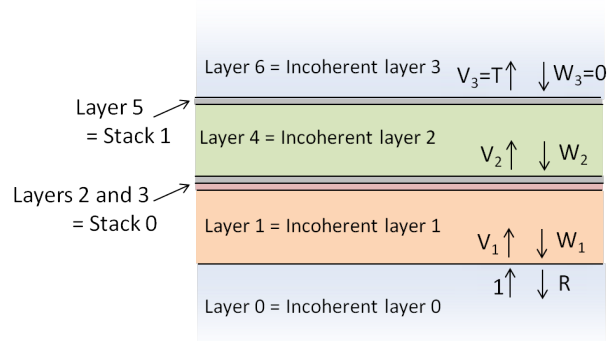 Layer 6 = Incoherent layer 3
V₃=T↑ ↓W₃=0
Layer 5
= Stack 1
Layer 4 = Incoherent layer 2
V₂↑ ↓ W₂
Layers 2 and 3
= Stack 0
Layer 1 = Incoherent layer 1
V₁↑ ↓ W₁
1↑ ↓ R
Layer 0 = Incoherent layer 0